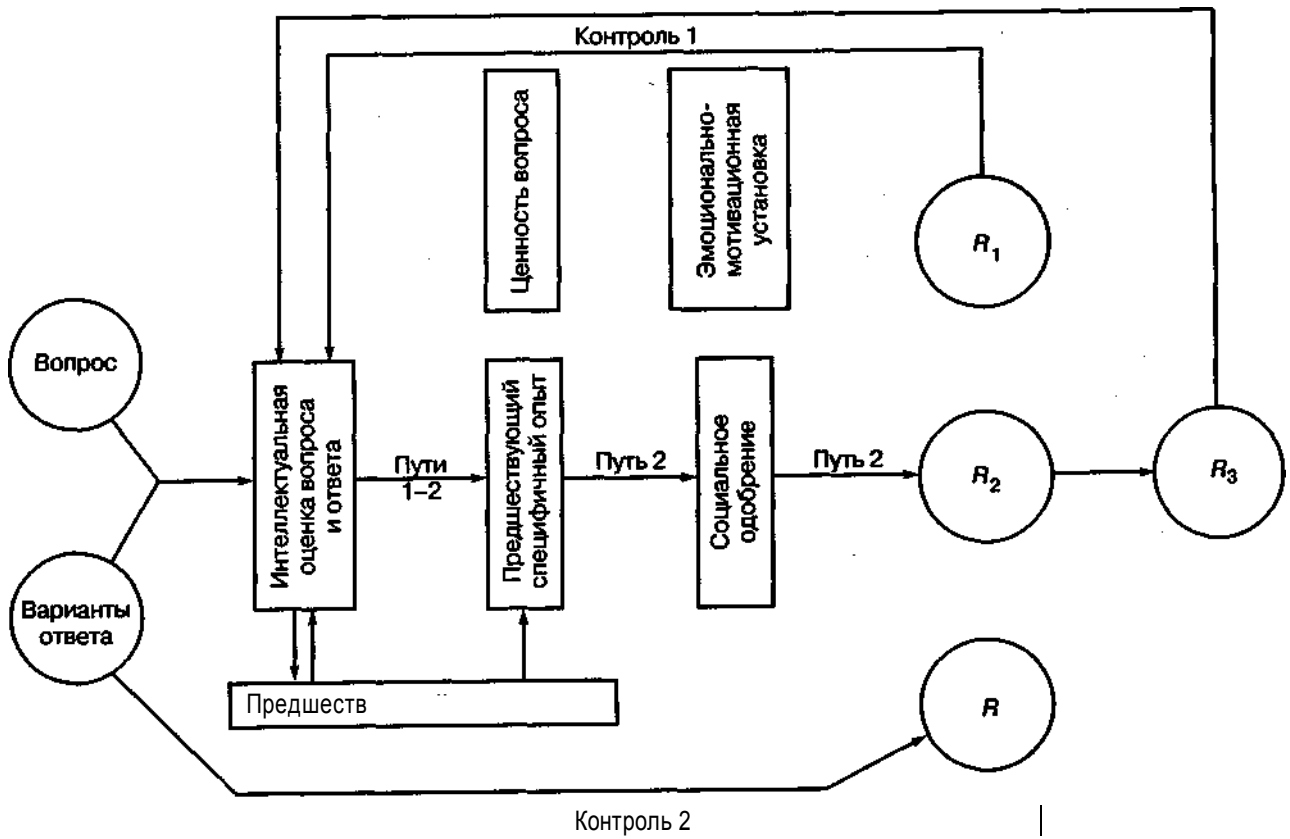 Контроль 1
Ценность вопроса
Эмоционально-
мотивационная
установка
R1
Вопрос
Варианты
ответа
Интеллектуальная
оценка вопроса
и ответа
Пути
1–2
Предшествующий
специфичный опыт
Путь 2
Социальное
одобрение
Путь 2
R2
R3
Предшеств
R
Контроль 2